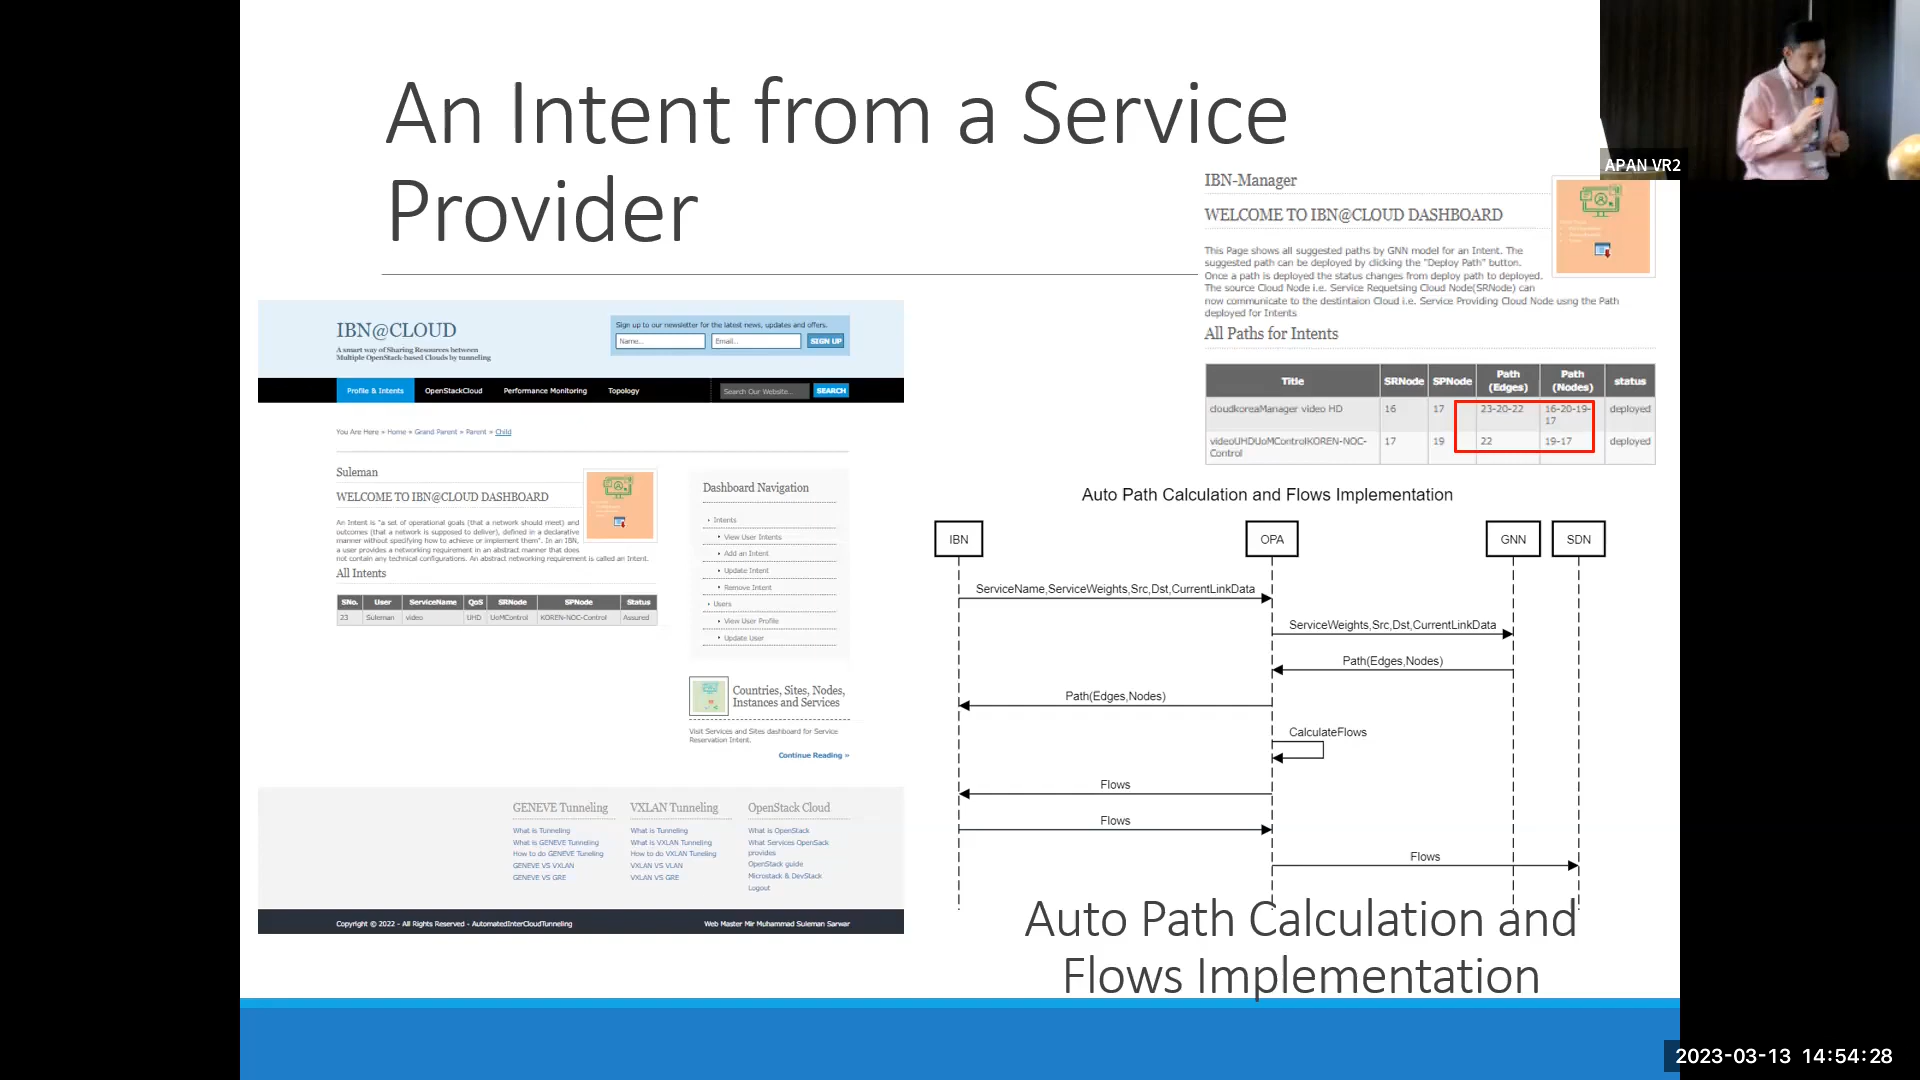 An Intent from a Service
Provider
APAN VR2
IBN-Manager
WELCOME TO IBN@CLOUD DASHBOARD
This Page shows all suggested paths by GNN model for an Intent. The
suggested path can be deployed by clicking the "Deploy Path" button.
Once a path is deployed the status changes from deploy path to deployed.
The source Cloud Node i.e. Service Requetsing Cloud Node(SRNode) can
now communicate to the destintaion Cloud i.e. Service Providing Cloud Node usng the Path
deployed for Intents
All Paths for Intents
Title SRNode SPNode Path (Edges) Path (Nodes) status
cloudkoreaManager video HD 16 17 23-20-22 16-20-19-17 deployed
videoUHDUoMControlKOREN-NOC-Control 17 19 22 19-17 deployed
IBN@CLOUD
A smart way of Sharing Resources between
Multiple OpenStack-based Clouds by tunneling
Sign up to our newsletter for the latest news, updates and offers.
Name... Email... SIGN UP
Profile & Intents OpenStackCloud Performance Monitoring Topology Search Our Website... SEARCH
You Are Here » Home » Grand Parent » Parent » Child
Suleman
WELCOME TO IBN@CLOUD DASHBOARD
An Intent is "a set of operational goals (that a network should meet) and
outcomes (that a network is supposed to deliver), defined in a declarative
manner without specifying how to achieve or implement them". In an IBN,
a user provides a networking requirement in an abstract manner that does
not contain any technical configurations. An abstract networking requirement is called an Intent.
All Intents
SNo. User ServiceName QoS SRNode SPNode Status
23 Suleman video UHD UoMControl KOREN-NOC-Control Assured
Dashboard Navigation
Intents
View User Intents
Add an Intent
Update Intent
Remove Intent
Users
View User Profile
Update User
Countries, Sites, Nodes,
Instances and Services
Visit Services and Sites dashboard for Service
Reservation Intent.
Continue Reading »
GENEVE Tunneling
What is Tunneling
What is GENEVE Tunneling
How to do GENEVE Tuneling
GENEVE VS VXLAN
GENEVE VS GRE
VXLAN Tunneling
What is Tunneling
What is VXLAN Tunneling
How to do VXLAN Tuneling
VXLAN VS VLAN
VXLAN VS GRE
OpenStack Cloud
What is OpenStack
What Services OpenSack
provides
OpenStack guide
Microstack & DevStack
Logout
Copyright © 2022 - All Rights Reserved - AutomatedInterCloudTunneling
Web Master Mir Muhammad Suleman Sarwar
Auto Path Calculation and Flows Implementation
IBN OPA GNN SDN
ServiceName,ServiceWeights,Src,Dst,CurrentLinkData
ServiceWeights,Src,Dst,CurrentLinkData
Path(Edges,Nodes)
Path(Edges,Nodes)
CalculateFlows
Flows
Flows
Flows
Auto Path Calculation and
Flows Implementation
2023-03-13 14:54:28